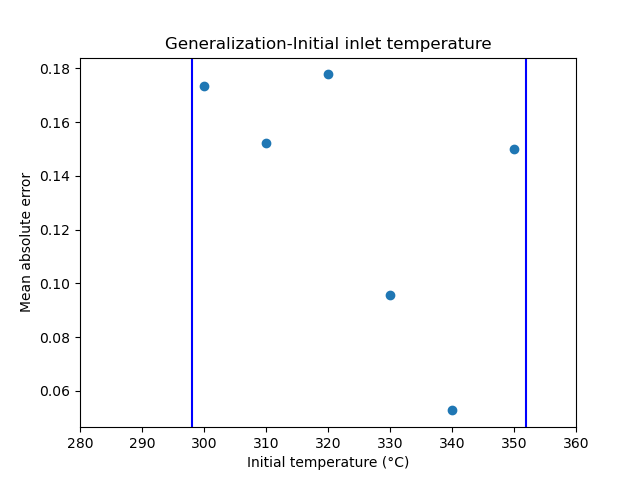 Generalization-Initial inlet temperature
Mean absolute error
0.18
0.16
0.14
0.12
0.10
0.08
0.06
280 290 300 310 320 330 340 350 360
Initial temperature (°C)